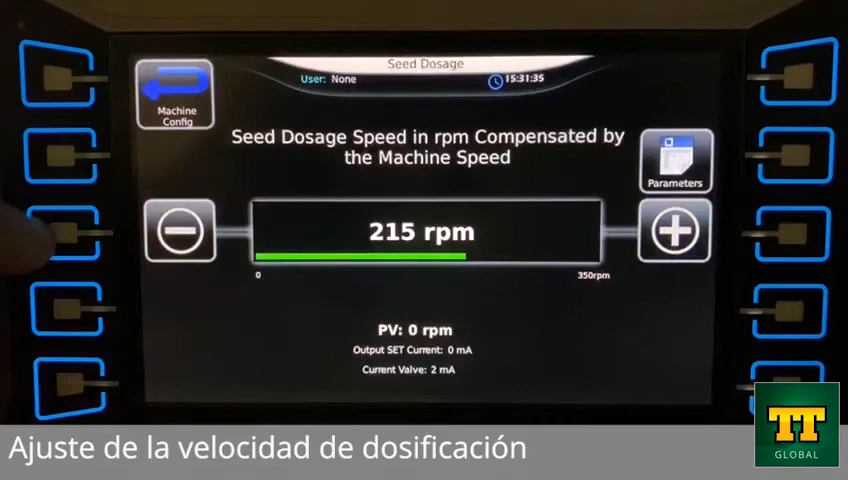 Seed Dosage
User: None
15:31:35
Machine
Config
Seed Dosage Speed in rpm Compensated by
the Machine Speed
Parameters
215 rpm
0
350rpm
PV: 0 rpm
Output SET Current: 0 mA
Current Valve: 2 mA
Ajuste de la velocidad de dosificación
TT
GLOBAL